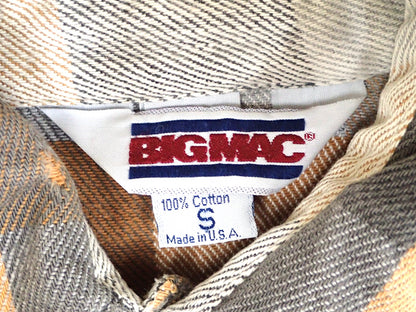 BIGMAC ®
100% Cotton
S
Made in U.S.A.